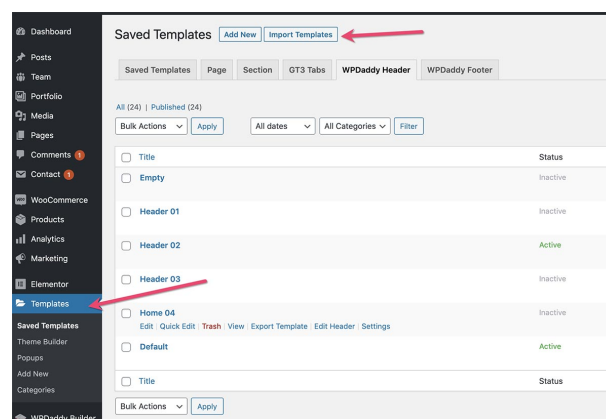 Dashboard
Posts
Team
Portfolio
Media
Pages
Comments 1
Contact 1
WooCommerce
Products
Analytics
Marketing
Elementor
Templates
Saved Templates
Theme Builder
Popups
Add New
Categories
WPDaddy Builder
Saved Templates Add New Import Templates
Saved Templates Page Section GT3 Tabs WPDaddy Header WPDaddy Footer
All (24) | Published (24)
Bulk Actions Apply All dates All Categories Filter
Title Status
Empty Inactive
Header 01 Inactive
Header 02 Active
Header 03 Inactive
Home 04 Inactive
Edit | Quick Edit | Trash | View | Export Template | Edit Header | Settings
Default Active
Title Status
Bulk Actions Apply